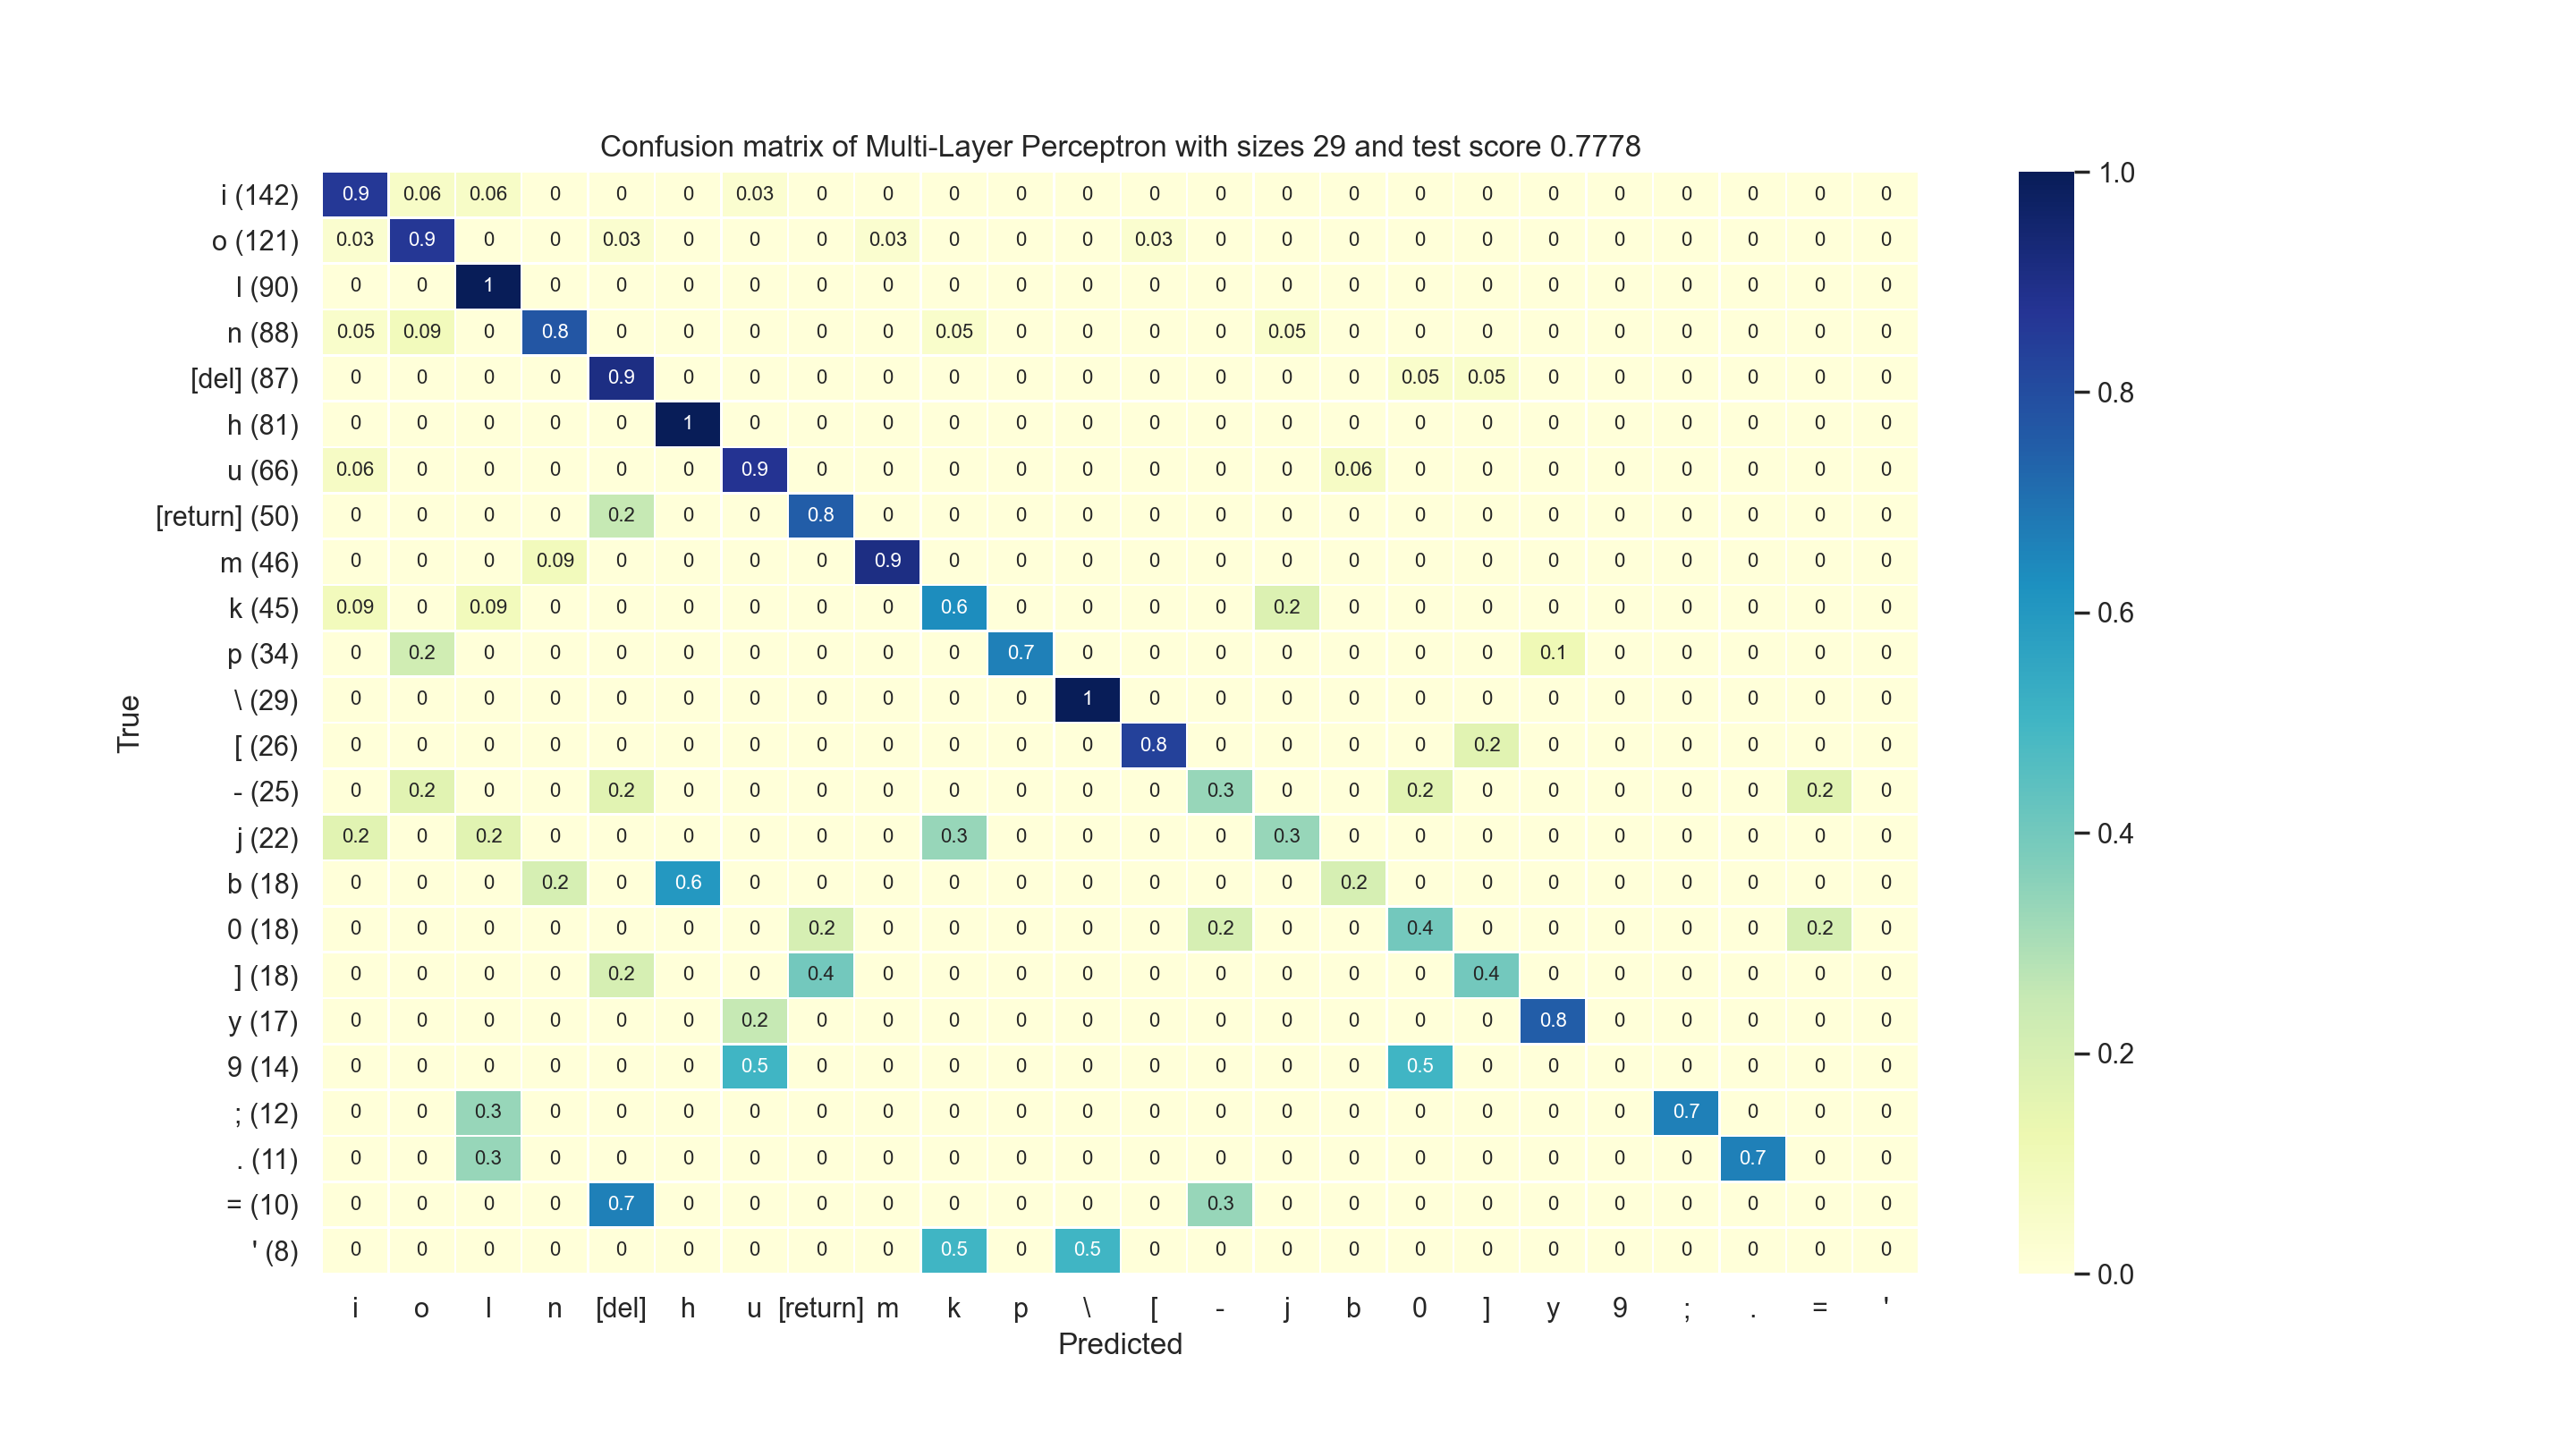 Confusion matrix of Multi-Layer Perceptron with sizes 29 and test score 0.7778
i (142) 0.9 0.06 0.06 0 0 0 0.03 0 0 0 0 0 0 0 0 0 0 0 0 0 0 0 0 0
o (121) 0.03 0.9 0 0 0.03 0 0 0 0.03 0 0 0 0.03 0 0 0 0 0 0 0 0 0 0 0
l (90) 0 0 1 0 0 0 0 0 0 0 0 0 0 0 0 0 0 0 0 0 0 0 0 0
n (88) 0.05 0.09 0 0.8 0 0 0 0 0 0.05 0 0 0 0 0.05 0 0 0 0 0 0 0 0 0
[del] (87) 0 0 0 0 0.9 0 0 0 0 0 0 0 0 0 0 0 0.05 0.05 0 0 0 0 0 0
h (81) 0 0 0 0 0 1 0 0 0 0 0 0 0 0 0 0 0 0 0 0 0 0 0 0
u (66) 0.06 0 0 0 0 0 0.9 0 0 0 0 0 0 0 0 0.06 0 0 0 0 0 0 0 0
[return] (50) 0 0 0 0 0.2 0 0 0.8 0 0 0 0 0 0 0 0 0 0 0 0 0 0 0 0
m (46) 0 0 0 0.09 0 0 0 0 0.9 0 0 0 0 0 0 0 0 0 0 0 0 0 0 0
k (45) 0.09 0 0.09 0 0 0 0 0 0 0.6 0 0 0 0 0.2 0 0 0 0 0 0 0 0 0
p (34) 0 0.2 0 0 0 0 0 0 0 0 0.7 0 0 0 0 0 0 0 0.1 0 0 0 0 0
\ (29) 0 0 0 0 0 0 0 0 0 0 0 1 0 0 0 0 0 0 0 0 0 0 0 0
[ (26) 0 0 0 0 0 0 0 0 0 0 0 0 0.8 0 0 0 0 0.2 0 0 0 0 0 0
- (25) 0 0.2 0 0 0.2 0 0 0 0 0 0 0 0 0.3 0 0 0.2 0 0 0 0 0 0.2 0
j (22) 0.2 0 0.2 0 0 0 0 0 0 0.3 0 0 0 0 0.3 0 0 0 0 0 0 0 0 0
b (18) 0 0 0 0.2 0 0.6 0 0 0 0 0 0 0 0 0 0.2 0 0 0 0 0 0 0 0
0 (18) 0 0 0 0 0 0 0 0.2 0 0 0 0 0 0.2 0 0 0.4 0 0 0 0 0 0.2 0
] (18) 0 0 0 0 0.2 0 0 0.4 0 0 0 0 0 0 0 0 0 0.4 0 0 0 0 0 0
y (17) 0 0 0 0 0 0 0.2 0 0 0 0 0 0 0 0 0 0 0 0.8 0 0 0 0 0
9 (14) 0 0 0 0 0 0 0.5 0 0 0 0 0 0 0 0 0 0.5 0 0 0 0 0 0 0
; (12) 0 0 0.3 0 0 0 0 0 0 0 0 0 0 0 0 0 0 0 0 0 0.7 0 0 0
. (11) 0 0 0.3 0 0 0 0 0 0 0 0 0 0 0 0 0 0 0 0 0 0 0.7 0 0
= (10) 0 0 0 0 0.7 0 0 0 0 0 0 0 0 0.3 0 0 0 0 0 0 0 0 0 0
' (8) 0 0 0 0 0 0 0 0 0 0.5 0 0.5 0 0 0 0 0 0 0 0 0 0 0 0
i o l n [del] h u [return] m k p \ [ - j b 0 ] y 9 ; . = '
Predicted
True
1.0
0.8
0.6
0.4
0.2
0.0